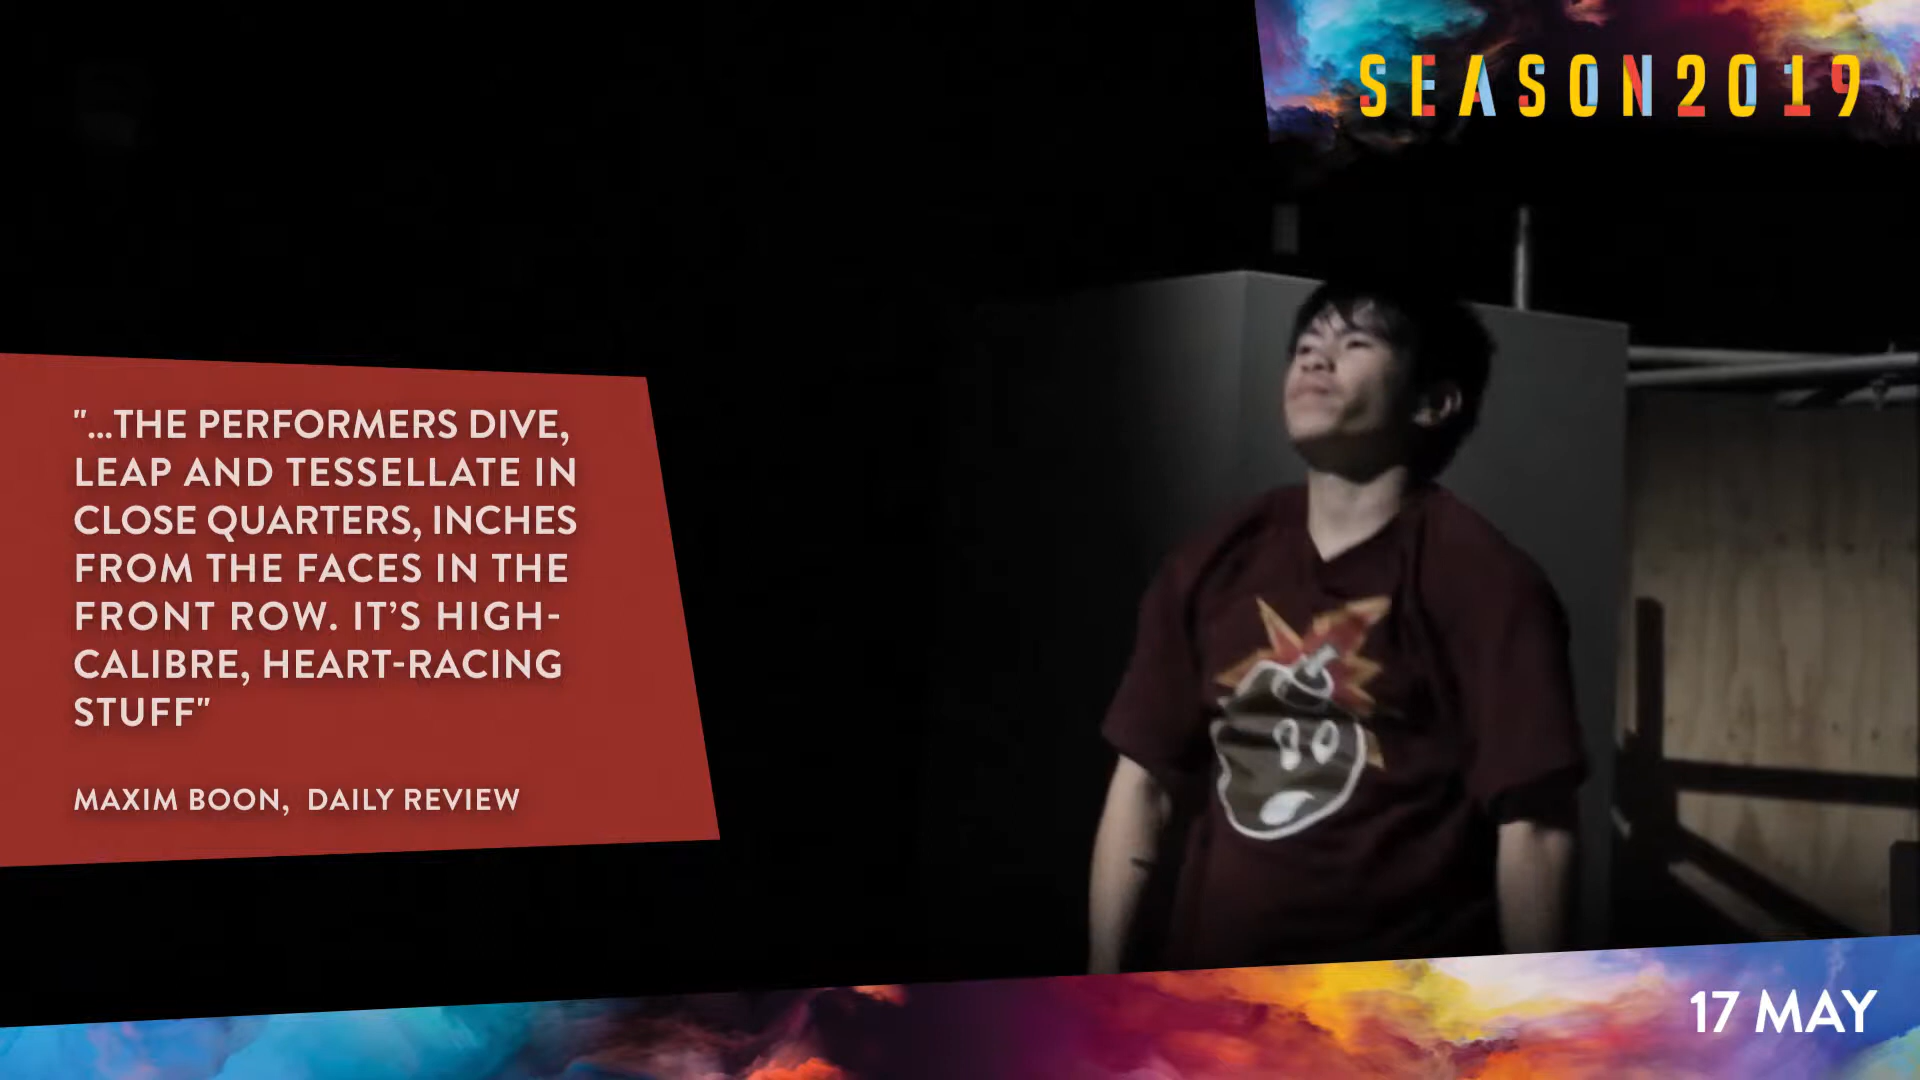 SEASON2019
"...THE PERFORMERS DIVE,
LEAP AND TESSELLATE IN
CLOSE QUARTERS, INCHES
FROM THE FACES IN THE
FRONT ROW. IT’S HIGH-
CALIBRE, HEART-RACING
STUFF"
MAXIM BOON, DAILY REVIEW
17 MAY